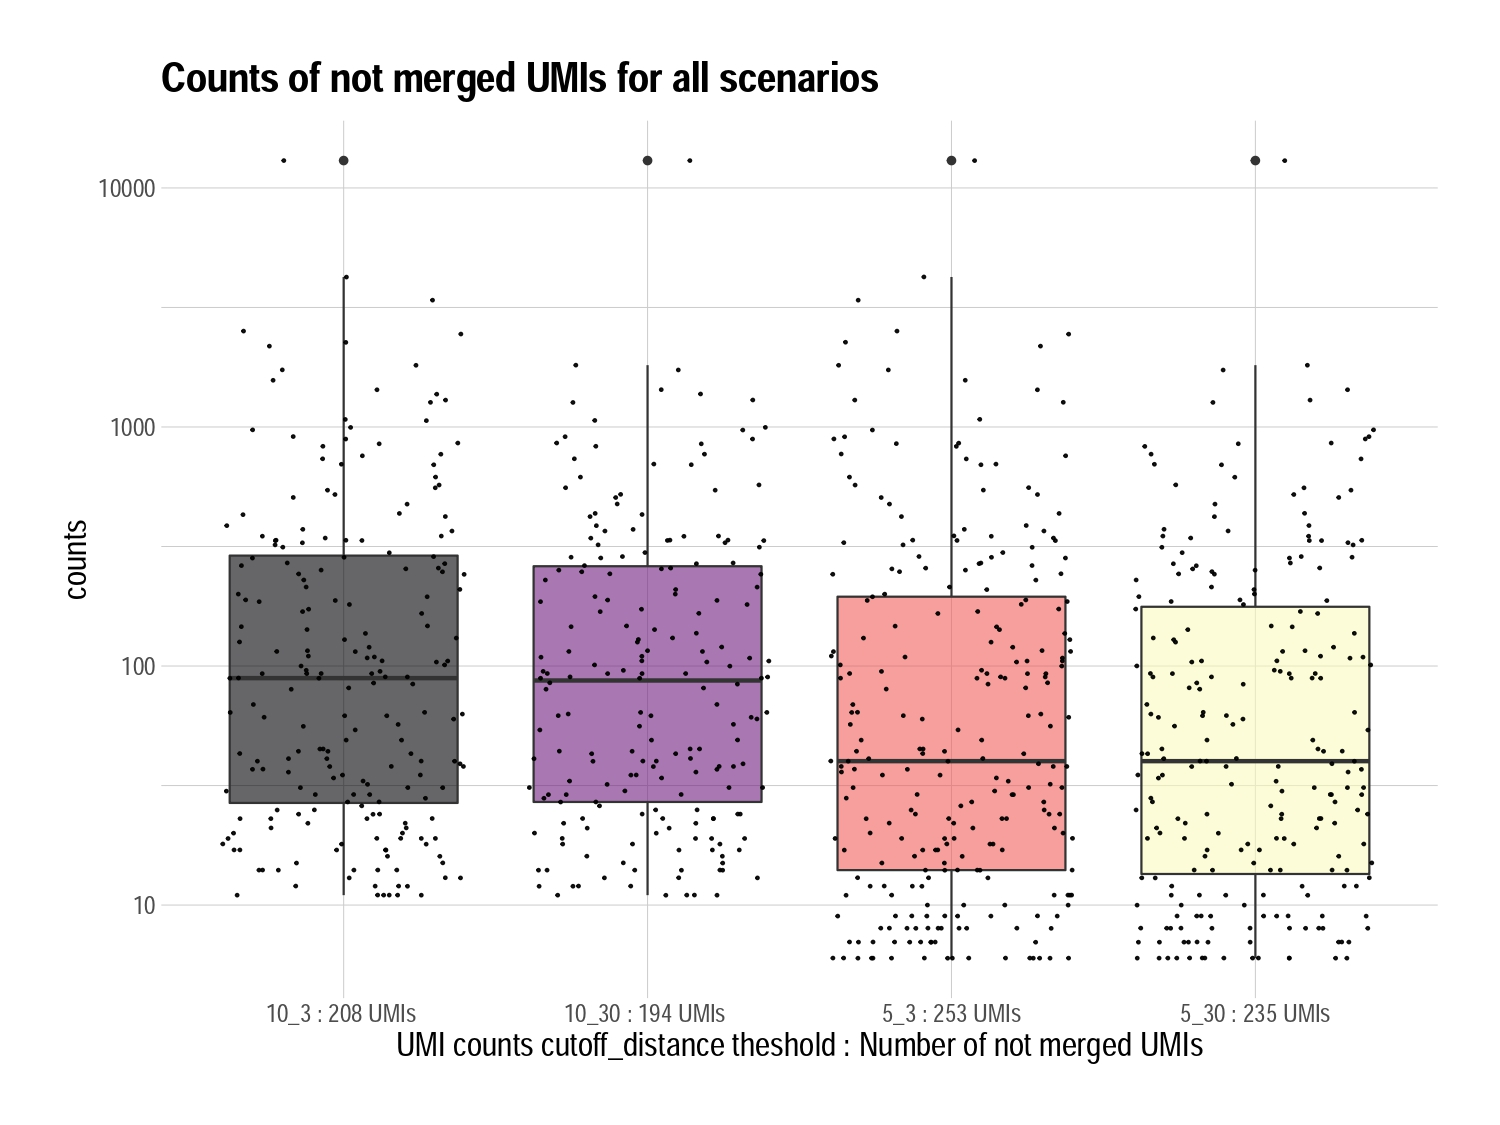 Counts of not merged UMIs for all scenarios
10000
1000
100
10
counts
10_3 : 208 UMIs
10_30 : 194 UMIs
5_3 : 253 UMIs
5_30 : 235 UMIs
UMI counts cutoff_distance theshold : Number of not merged UMIs